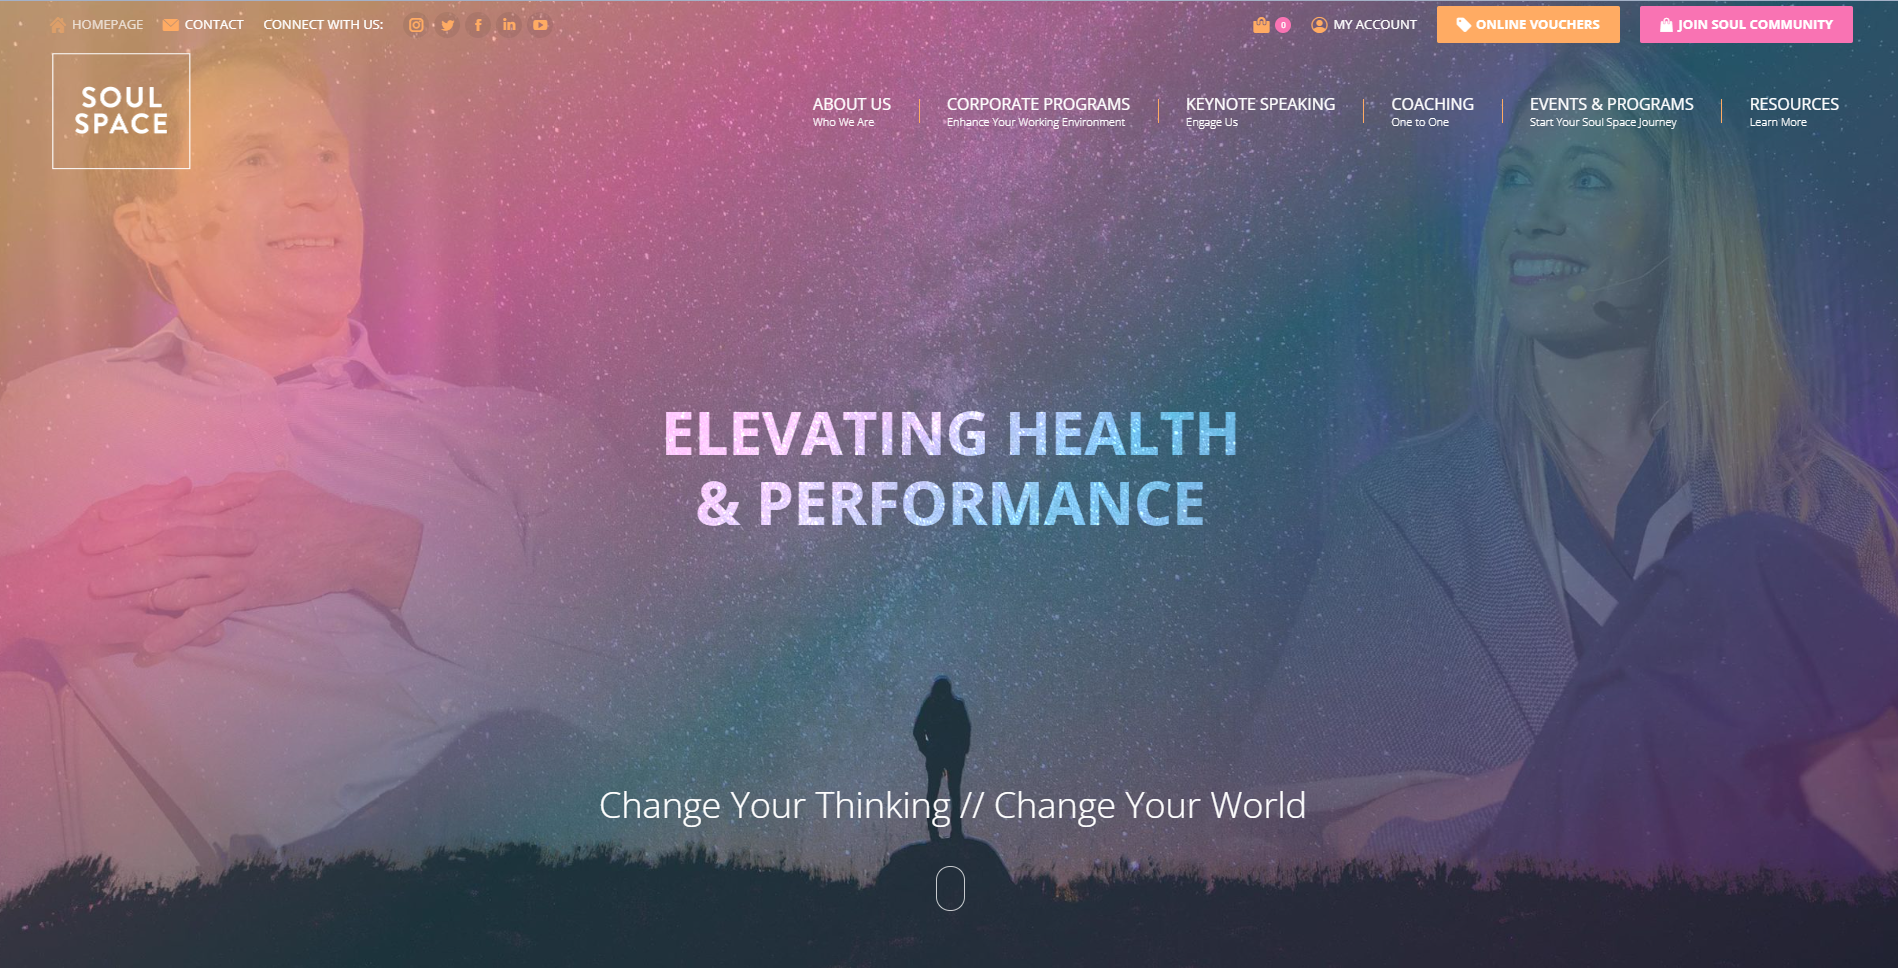 HOMEPAGE
CONTACT
CONNECT WITH US:
0
MY ACCOUNT
ONLINE VOUCHERS
JOIN SOUL COMMUNITY
SOUL
SPACE
ABOUT US
Who We Are
CORPORATE PROGRAMS
Enhance Your Working Environment
KEYNOTE SPEAKING
Engage Us
COACHING
One to One
EVENTS & PROGRAMS
Start Your Soul Space Journey
RESOURCES
Learn More
ELEVATING HEALTH
& PERFORMANCE
Change Your Thinking // Change Your World